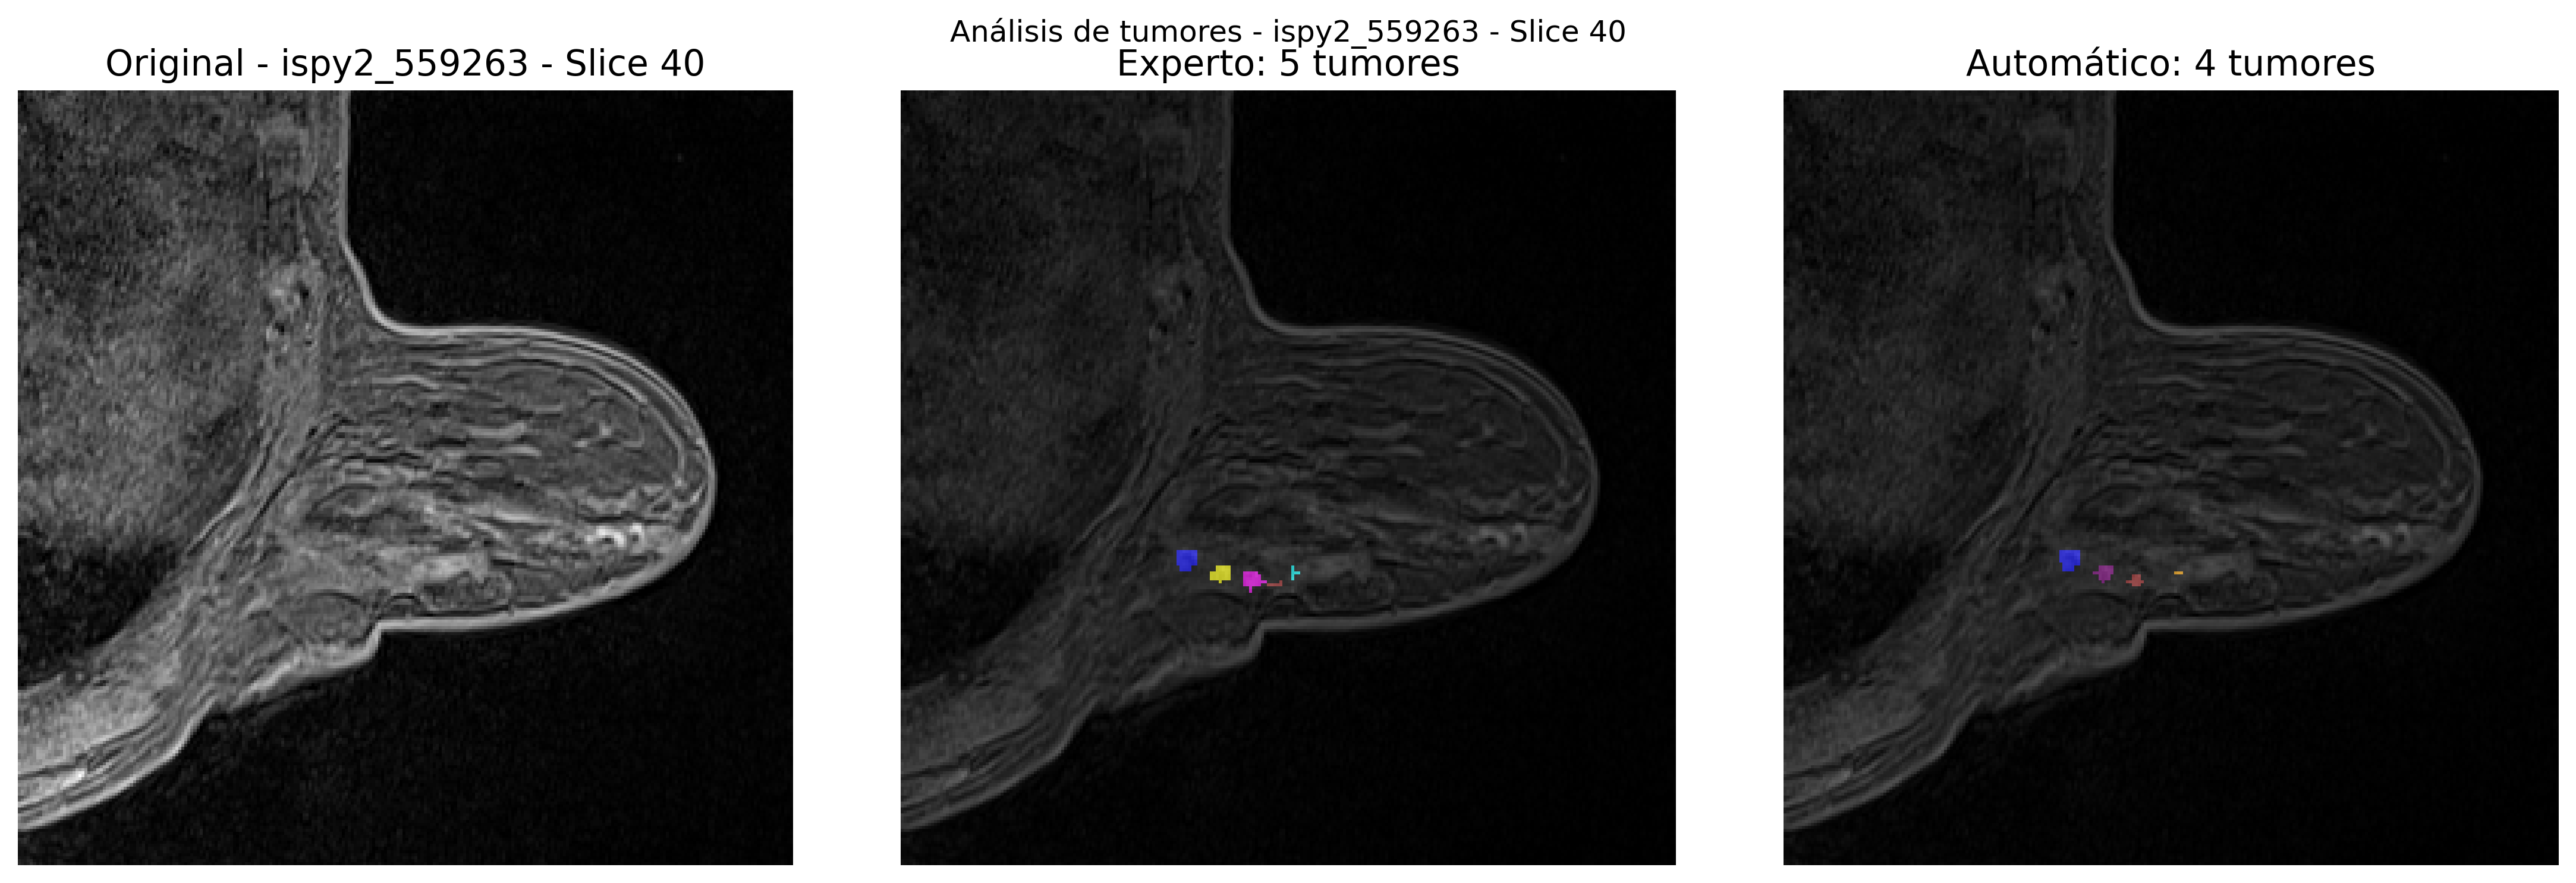 Análisis de tumores - ispy2_559263 - Slice 40
Original - ispy2_559263 - Slice 40
Experto: 5 tumores
Automático: 4 tumores